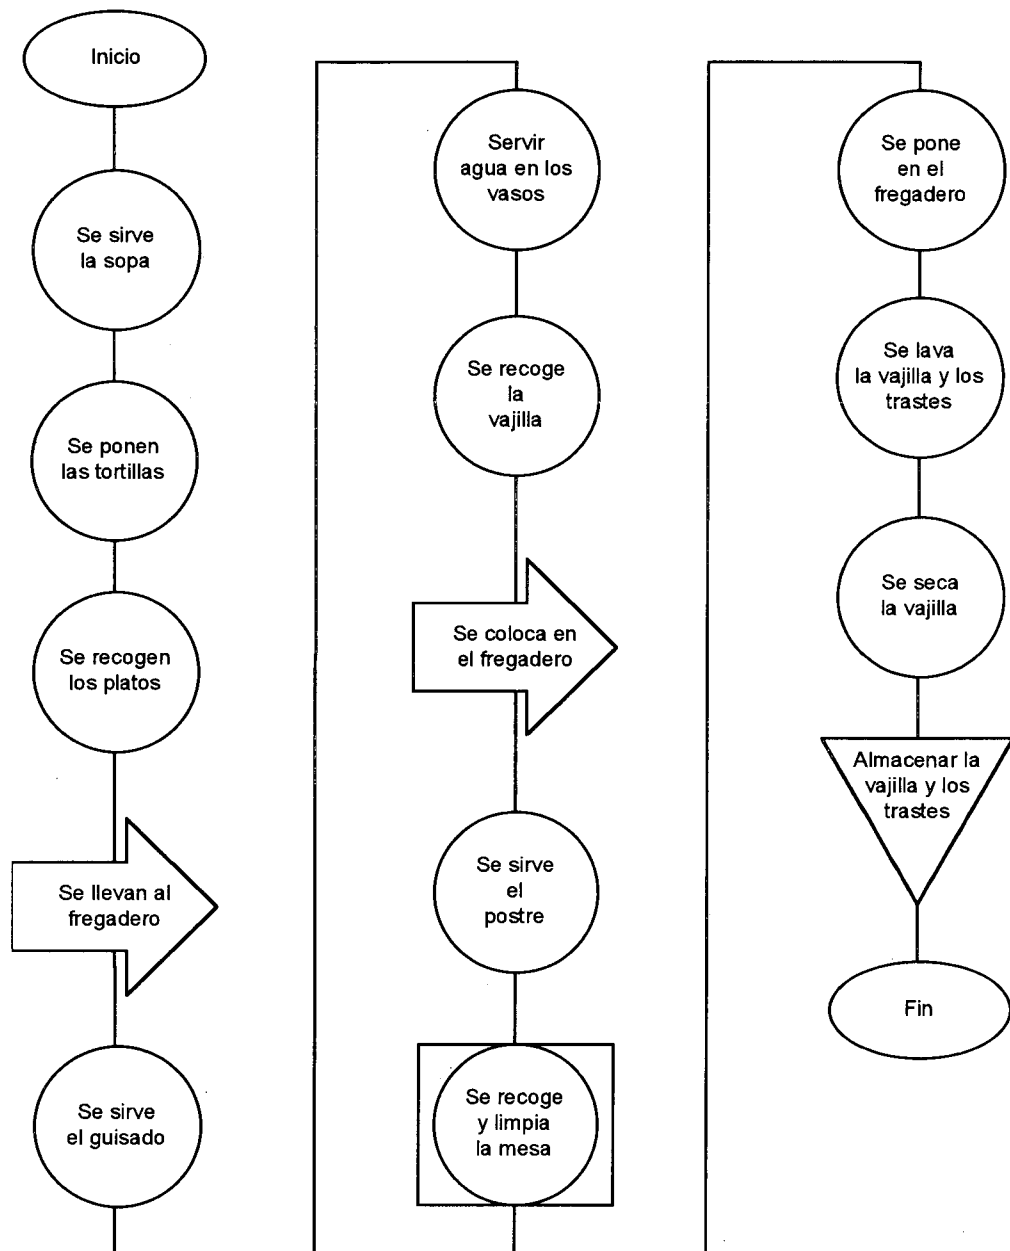 Inicio
Se sirve
la sopa
Se ponen
las tortillas
Se recogen
los platos
Se llevan al
fregadero
Se sirve
el guisado
Servir
agua en los
vasos
Se recoge
la
vajilla
Se coloca en
el fregadero
Se sirve
el
postre
Se recoge
y limpia
la mesa
Se pone
en el
fregadero
Se lava
la vajilla y los
trastes
Se seca
la vajilla
Almacenar la
vajilla y los
trastes
Fin